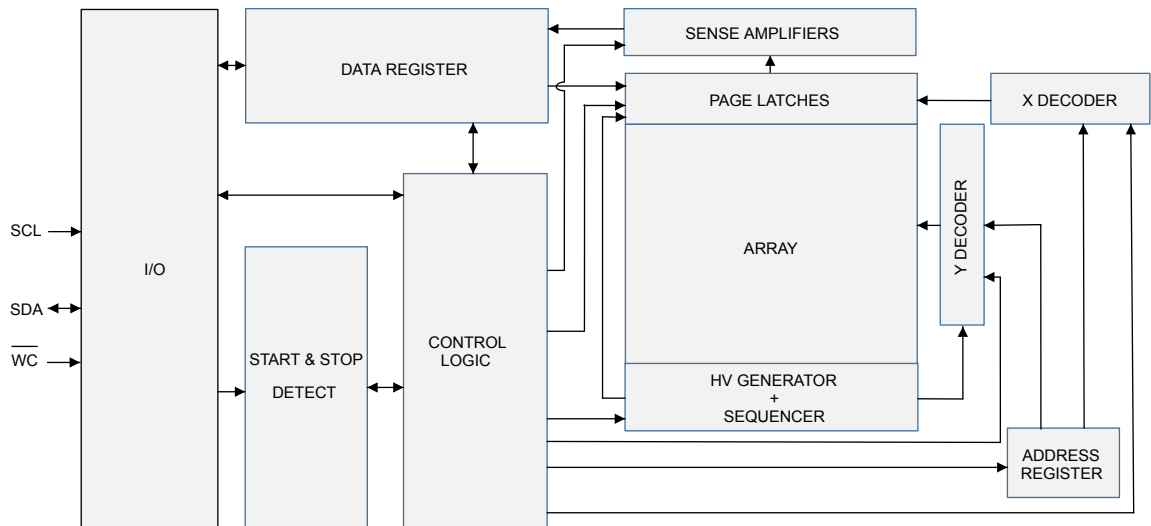 SENSE AMPLIFIERS
DATA REGISTER
PAGE LATCHES
X DECODER
SCL
I/O
Y DECODER
ARRAY
SDA
WC
START & STOP
DETECT
CONTROL
LOGIC
HV GENERATOR
+
SEQUENCER
ADDRESS
REGISTER